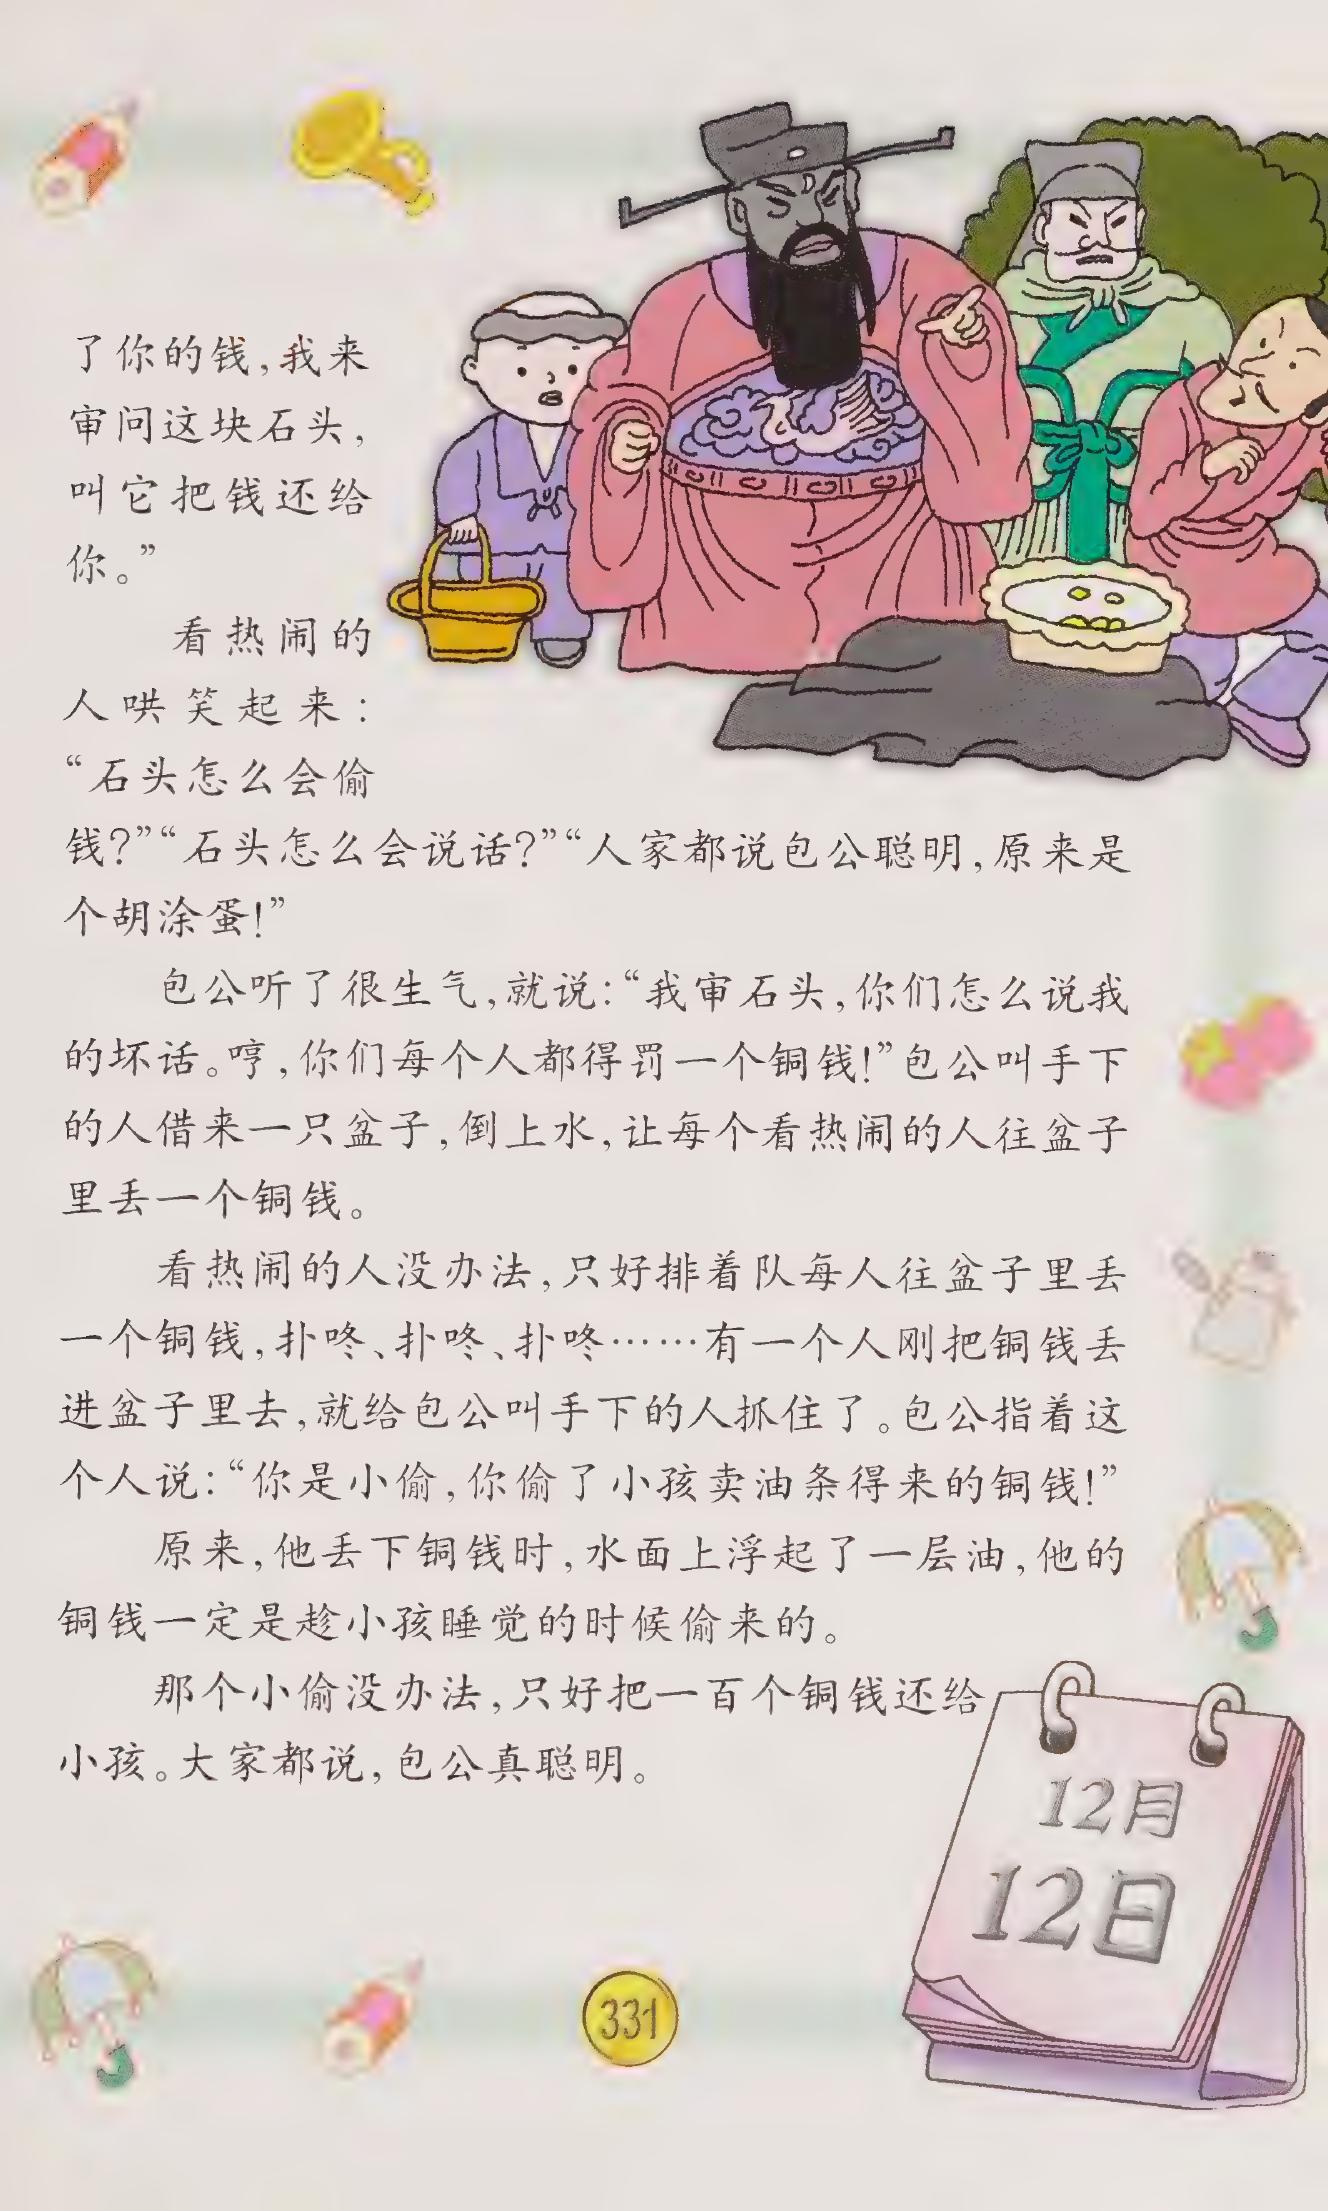 了你的钱,我来
审问这块石头,
叫它把钱还给
你。”
看热闹的
人哄笑起来:
“石头怎么会偷
钱?”“石头怎么会说话?”“人家都说包公聪明,原来是
个胡涂蛋!”
包公听了很生气,就说:“我审石头,你们怎么说我
的坏话。哼,你们每个人都得罚一个铜钱!”包公叫手下
的人借来一只盆子,倒上水,让每个看热闹的人往盆子
里丢一个铜钱。
看热闹的人没办法,只好排着队每人往盆子里丢
一个铜钱,扑咚、扑咚、扑咚……有一个人刚把铜钱丢
进盆子里去,就给包公叫手下的人抓住了。包公指着这
个人说:“你是小偷,你偷了小孩卖油条得来的铜钱!”
原来,他丢下铜钱时,水面上浮起了一层油,他的
铜钱一定是趁小孩睡觉的时候偷来的。
那个小偷没办法,只好把一百个铜钱还给
小孩。大家都说,包公真聪明。
12月
12日
331